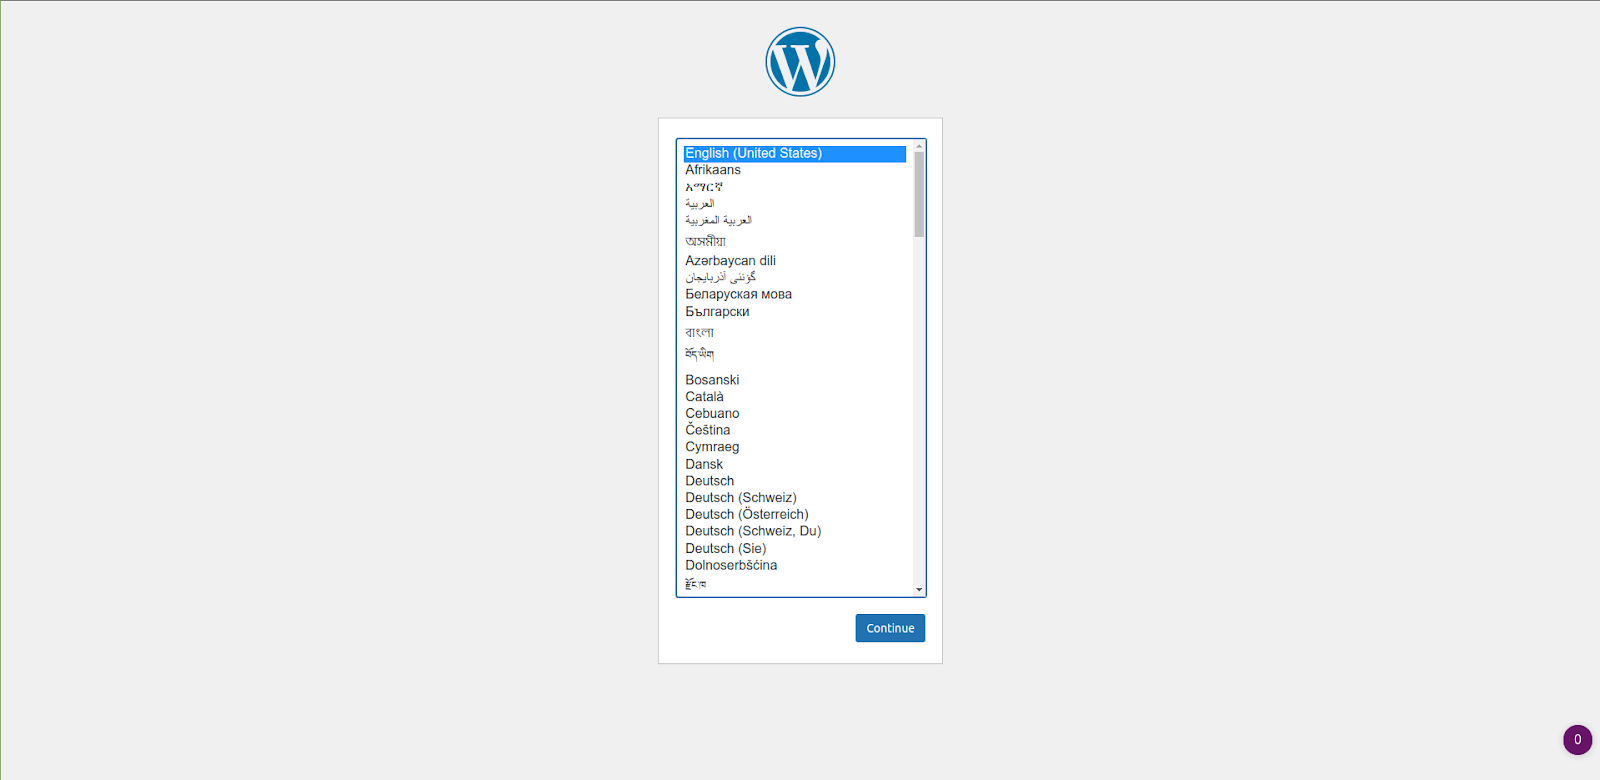 English (United States)
Afrikaans
አማርኛ
العربية
العربية المغربية
অসমীয়া
Azərbaycan dili
گؤنئی آذربایجان
Беларуская мова
Български
বাংলা
བོད་ཡིག
Bosanski
Català
Cebuano
Čeština
Cymraeg
Dansk
Deutsch
Deutsch (Schweiz)
Deutsch (Österreich)
Deutsch (Schweiz, Du)
Deutsch (Sie)
Dolnoserbšćina
རྫོང་ཁ
Continue
0